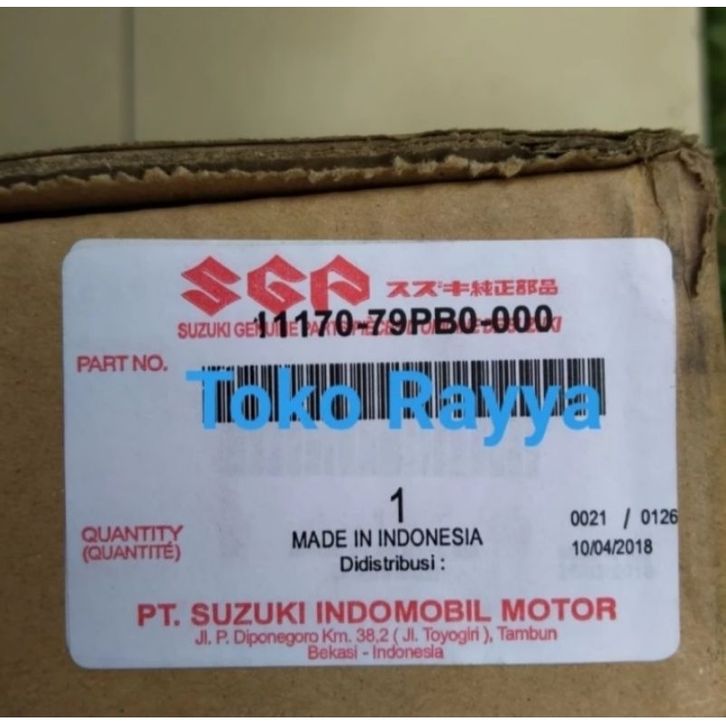 SGP スズキ純正部品
11170-79PB0-000
SUZUKI GENUINE PARTS
PART NO.
Toko Rayya
1
QUANTITY
(QUANTITÉ)
MADE IN INDONESIA
Didistribusi :
0021 / 0126
10/04/2018
PT. SUZUKI INDOMOBIL MOTOR
Jl. P. Diponegoro Km. 38,2 ( Jl. Toyogiri ), Tambun
Bekasi - Indonesia